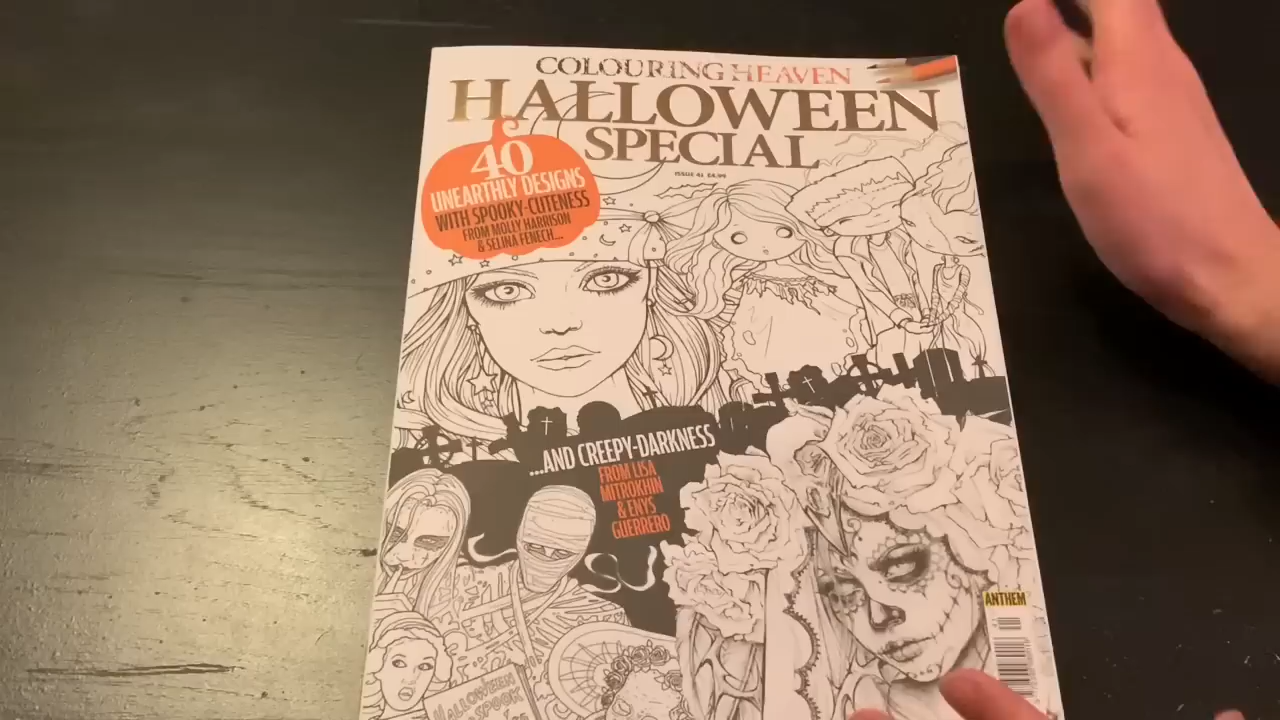 COLOURING HEAVEN
HALLOWEEN
SPECIAL
ISSUE 41 £4.99
40
UNEARTHLY DESIGNS
WITH SPOOKY-CUTENESS
FROM MOLLY HARRISON
& SELINA FENECH...
...AND CREEPY-DARKNESS
FROM LISA
MITROKHIN
& ENYS
GUERRERO
ANTHEM
HALLOWEEN